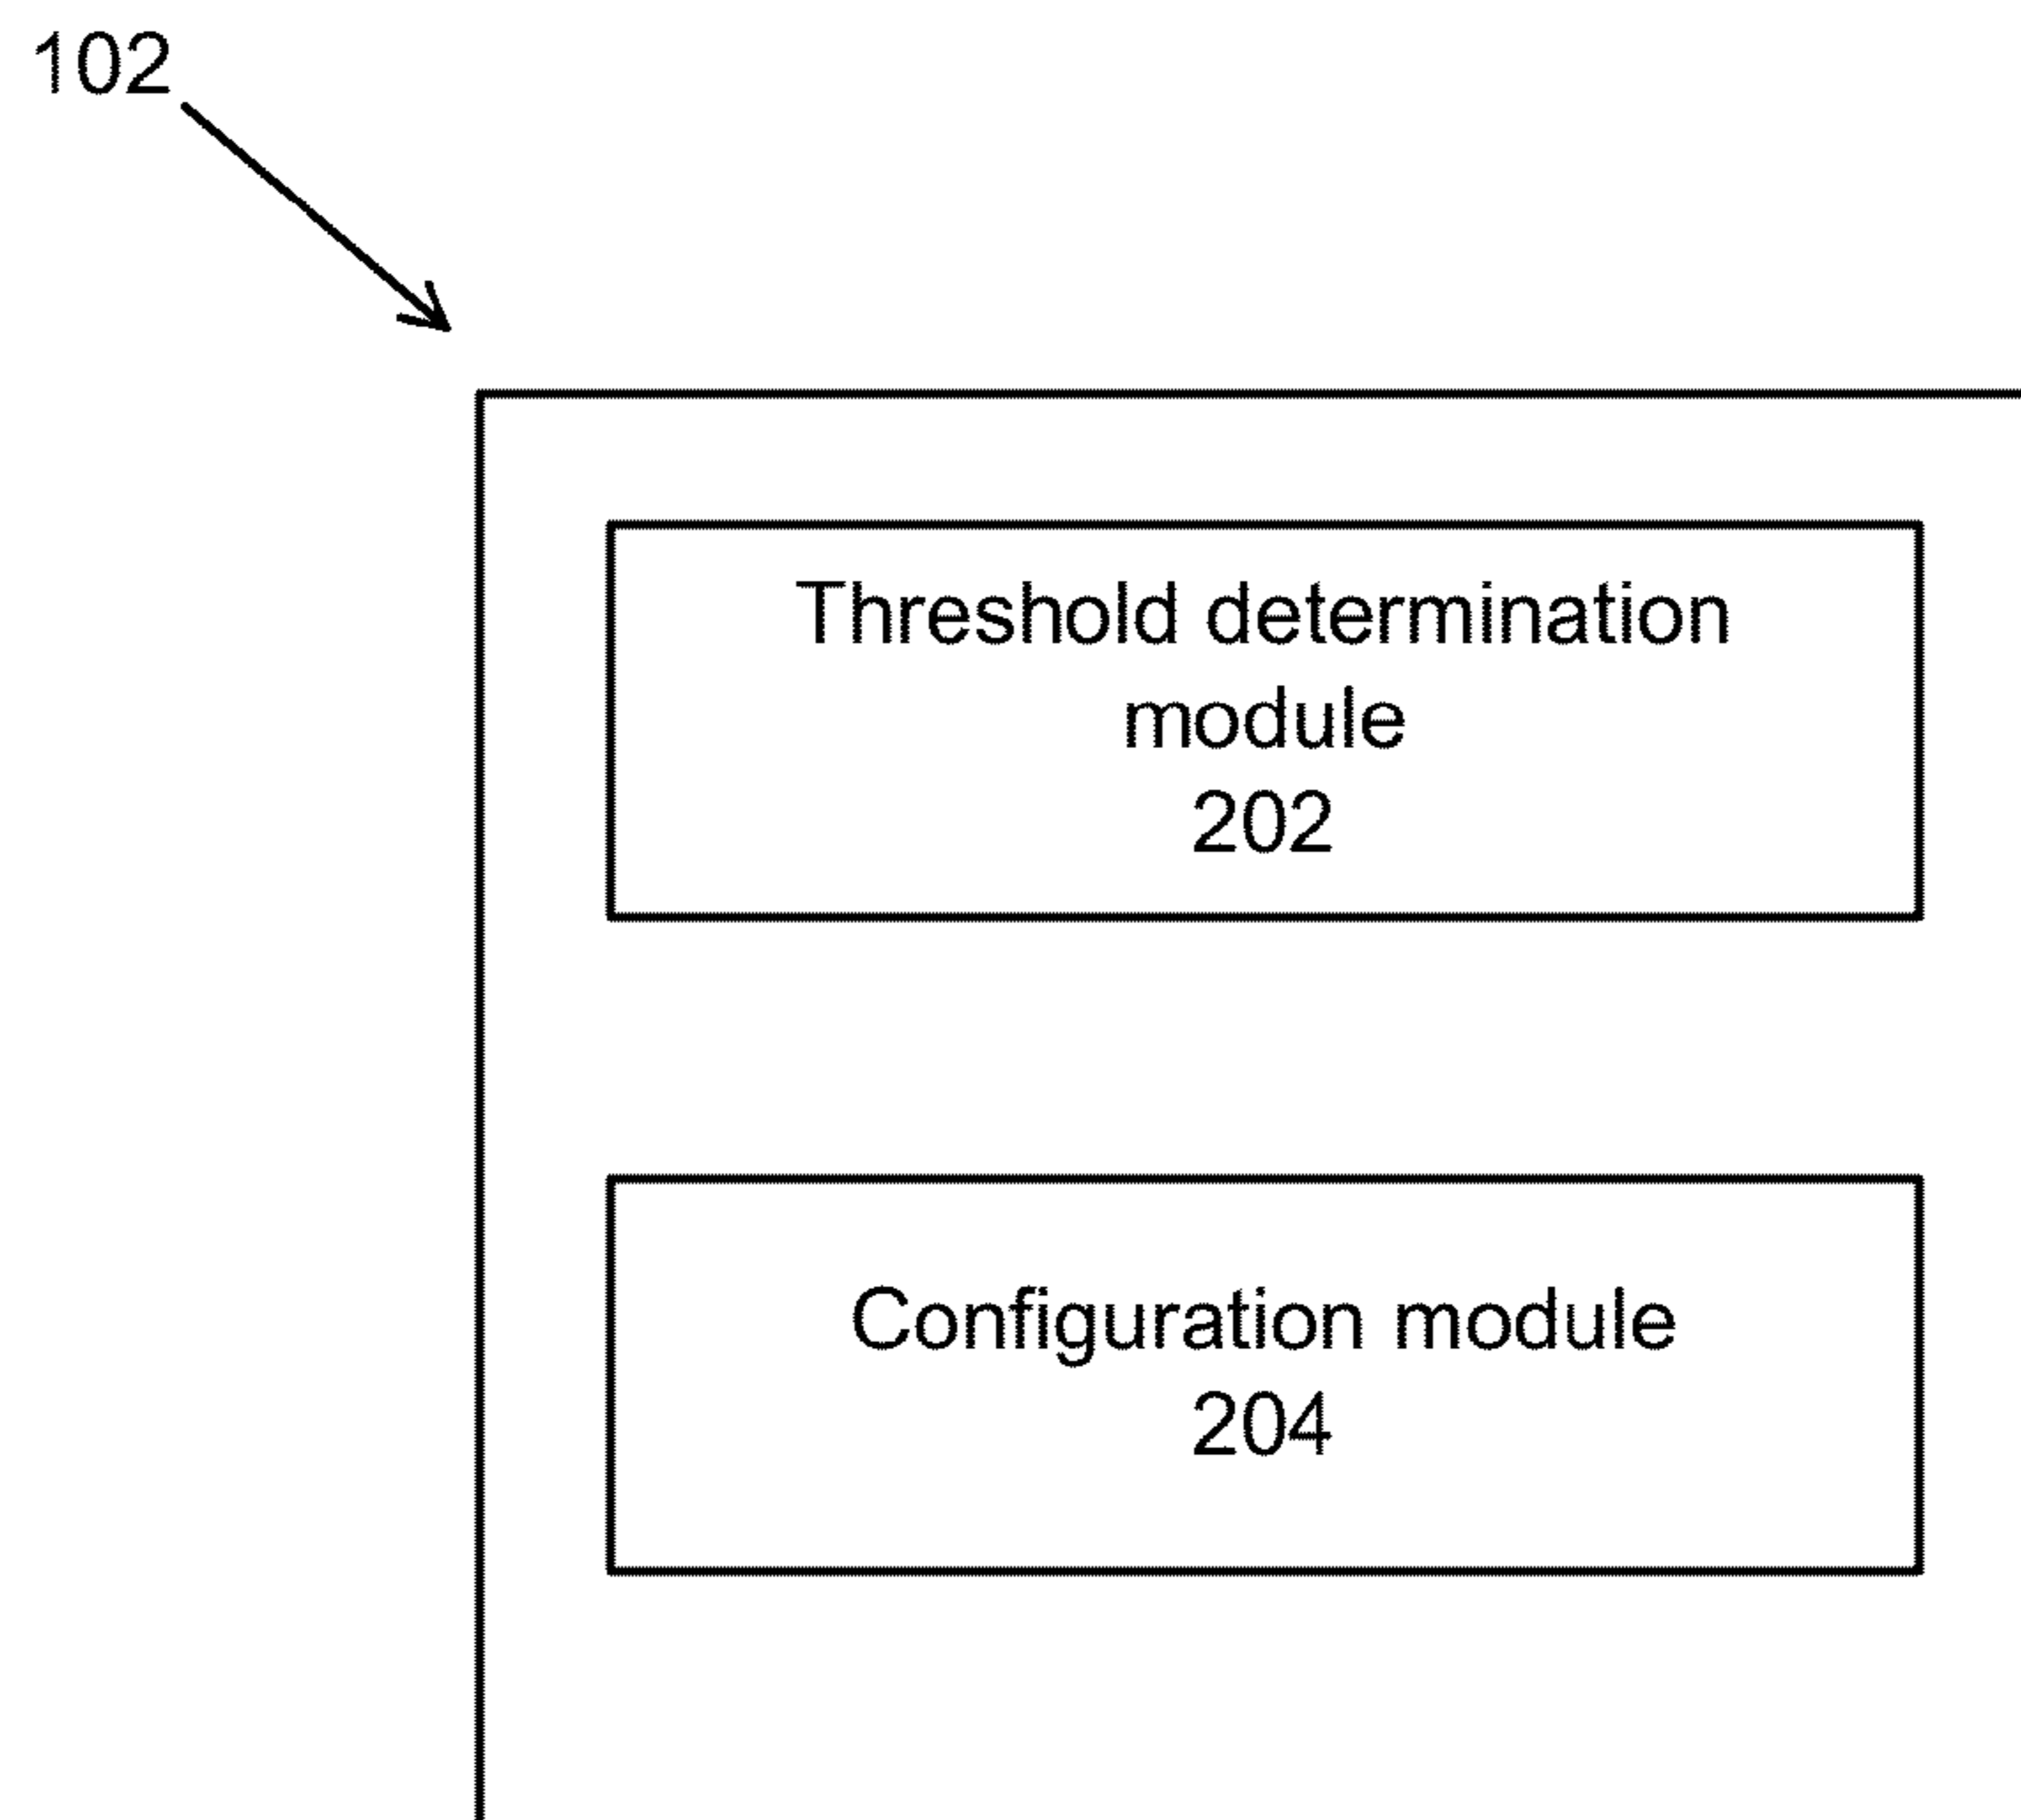 102
Threshold determination
module
202
Configuration module
204